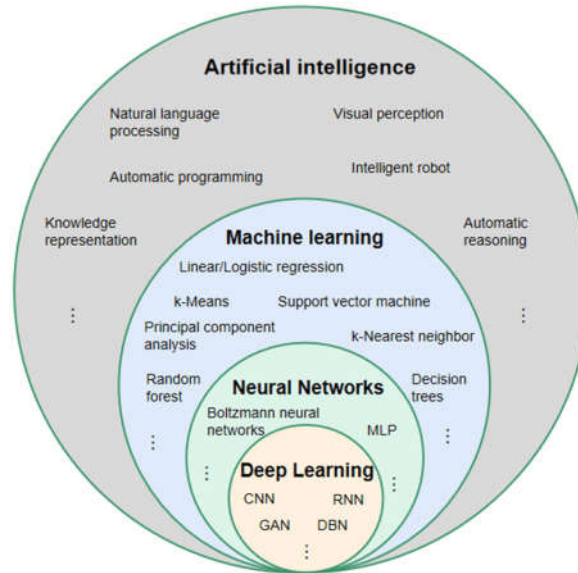 Artificial intelligence
Natural language
processing
Visual perception
Automatic programming
Intelligent robot
Knowledge
representation
Automatic
reasoning
Machine learning
Linear/Logistic regression
k-Means
Support vector machine
Principal component
analysis
k-Nearest neighbor
Random
forest
Decision
trees
Neural Networks
Boltzmann neural
networks
MLP
Deep Learning
CNN
RNN
GAN
DBN